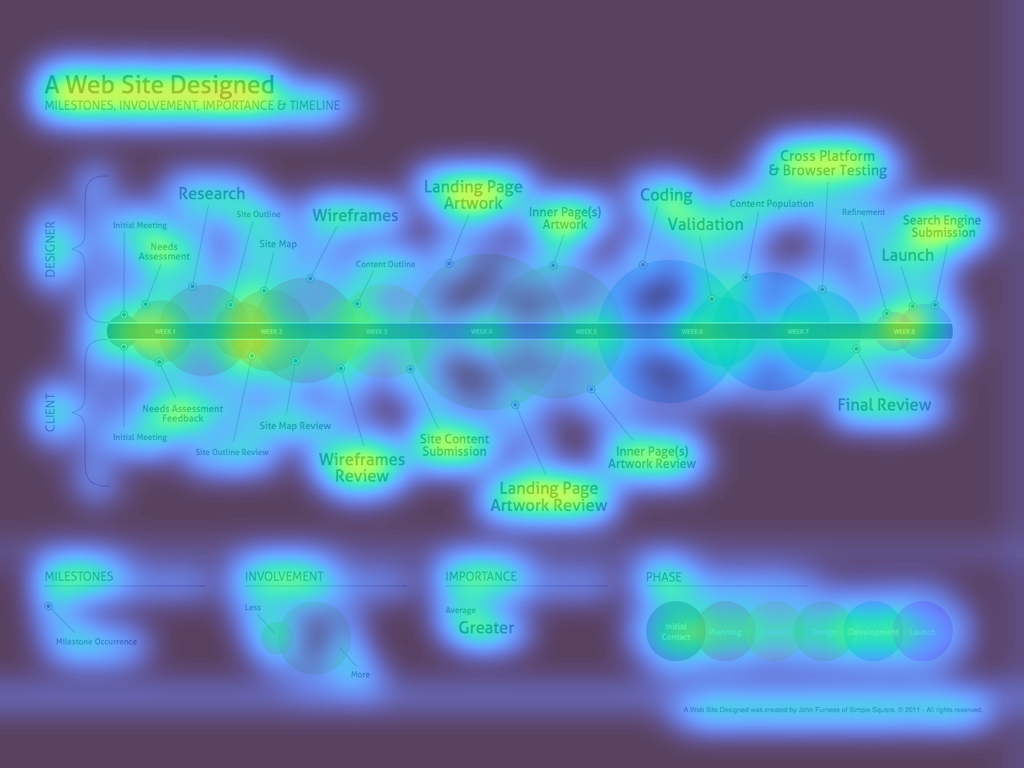 A Web Site Designed
MILESTONES, INVOLVEMENT, IMPORTANCE & TIMELINE
DESIGNER
Initial Meeting
Needs
Assessment
Research
Site Outline
Site Map
Wireframes
Content Outline
Landing Page
Artwork
Inner Page(s)
Artwork
Coding
Validation
Content Population
Cross Platform
& Browser Testing
Refinement
Launch
Search Engine
Submission
WEEK 1
WEEK 2
WEEK 3
WEEK 4
WEEK 5
WEEK 6
WEEK 7
WEEK 8
CLIENT
Initial Meeting
Needs Assessment
Feedback
Site Outline Review
Site Map Review
Wireframes
Review
Site Content
Submission
Landing Page
Artwork Review
Inner Page(s)
Artwork Review
Final Review
MILESTONES
Milestone Occurrence
INVOLVEMENT
Less
More
IMPORTANCE
Average
Greater
PHASE
Initial
Contact
Planning
Design
Development
Launch
A Web Site Designed was created by John Furness of Simple Square. © 2011 - All rights reserved.